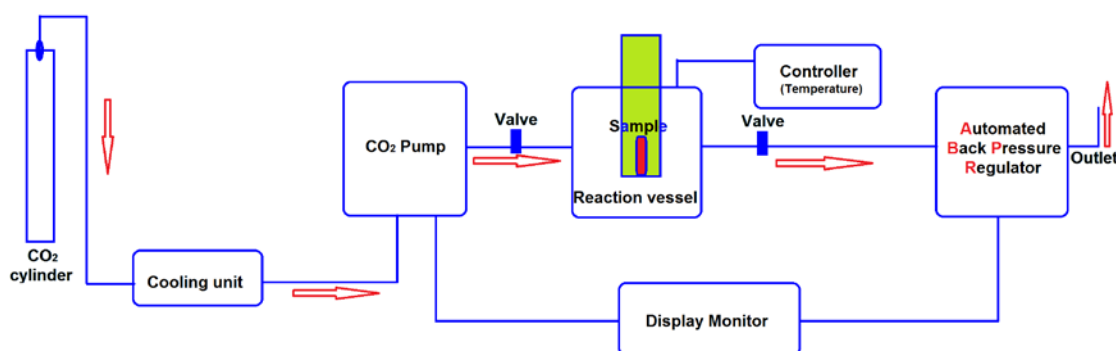 CO₂
cylinder
Cooling unit
CO₂ Pump
Valve
Sample
Reaction vessel
Controller
(Temperature)
Valve
Automated
Back Pressure
Regulator
Outlet
Display Monitor